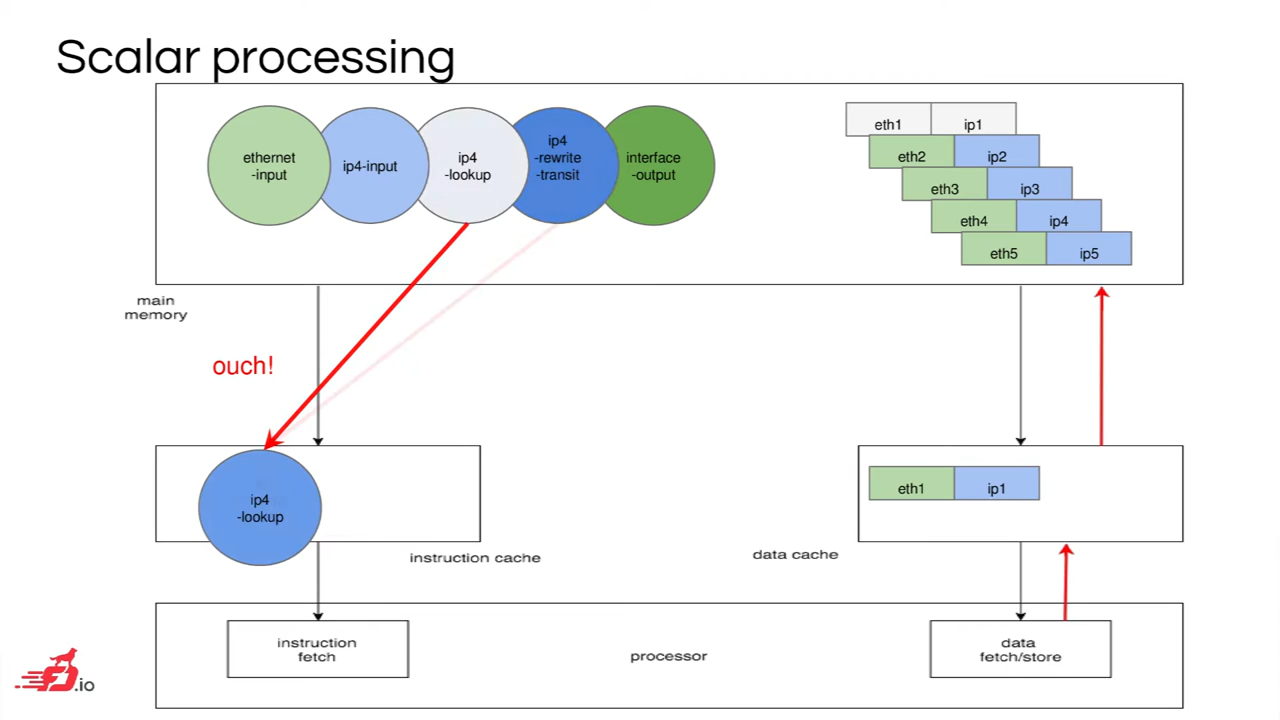 Scalar processing
ethernet
-input
ip4-input
ip4
-lookup
ip4
-rewrite
-transit
interface
-output
eth1 ip1
eth2 ip2
eth3 ip3
eth4 ip4
eth5 ip5
main
memory
ouch!
ip4
-lookup
eth1 ip1
instruction cache
data cache
instruction
fetch
processor
data
fetch/store
.io